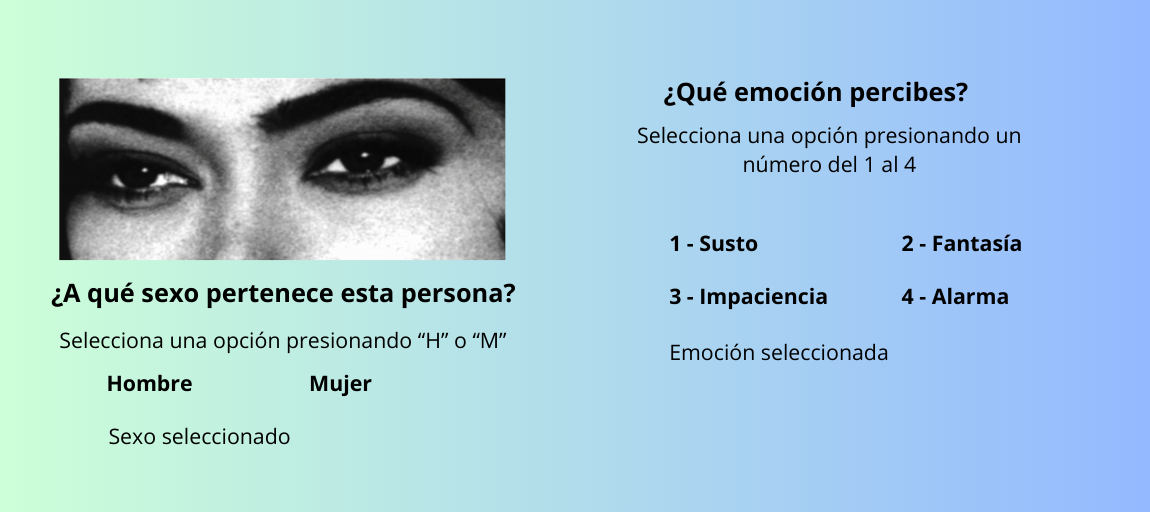 ¿A qué sexo pertenece esta persona?
Selecciona una opción presionando “H” o “M”
Hombre
Mujer
Sexo seleccionado
¿Qué emoción percibes?
Selecciona una opción presionando un
número del 1 al 4
1 - Susto
2 - Fantasía
3 - Impaciencia
4 - Alarma
Emoción seleccionada